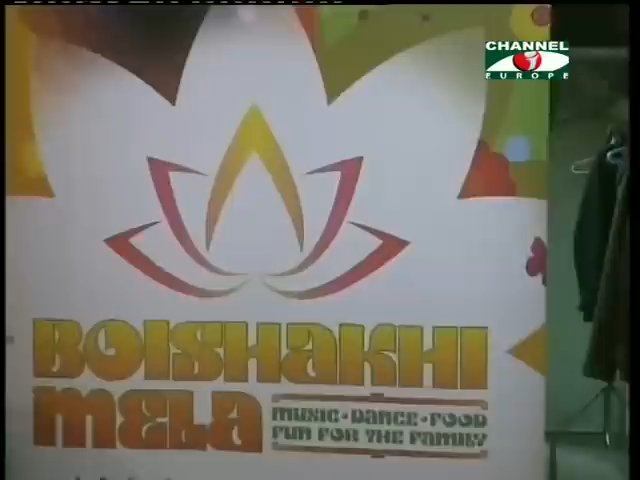 CHANNEL
i
EUROPE
BOISHAKHI
MELA
MUSIC • DANCE • FOOD
FUN FOR THE FAMILY